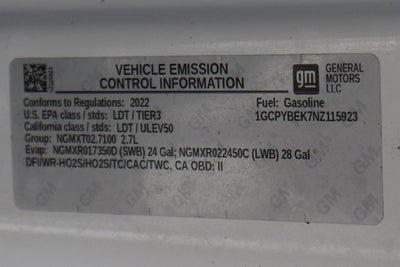 VEHICLE EMISSION
CONTROL INFORMATION
gm
GENERAL
MOTORS
LLC
Conforms to Regulations: 2022
Fuel: Gasoline
U.S. EPA class / stds: LDT / TIER3
1GCPYBEK7NZ115923
California class / stds: LDT / ULEV50
Group: NGMXT02.7100 2.7L
Evap: NGMXR017350D (SWB) 24 Gal; NGMXR022450C (LWB) 28 Gal
DFI/WR-HO2S/HO2S/TC/CAC/TWC, CA OBD: II